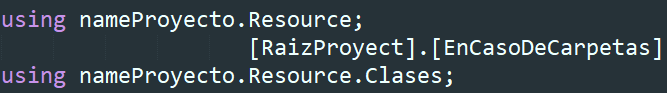 using nameProyecto.Resource;
[RaizProyect].[EnCasoDeCarpetas]
using nameProyecto.Resource.Clases;